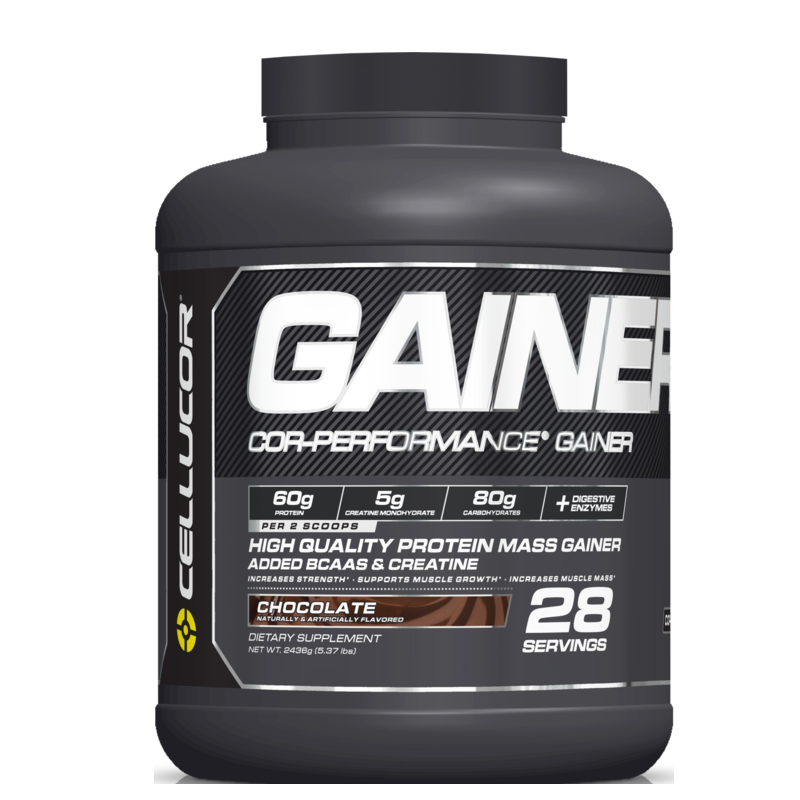 CELLUCOR
GAINER
COR-PERFORMANCE® GAINER
60g
PROTEIN
5g
CREATINE MONOHYDRATE
80g
CARBOHYDRATES
+ DIGESTIVE
ENZYMES
PER 2 SCOOPS
HIGH QUALITY PROTEIN MASS GAINER
ADDED BCAAS & CREATINE
INCREASES STRENGTH* · SUPPORTS MUSCLE GROWTH* · INCREASES MUSCLE MASS*
CHOCOLATE
NATURALLY & ARTIFICIALLY FLAVORED
28
SERVINGS
DIETARY SUPPLEMENT
NET WT. 2436g (5.37 lbs)